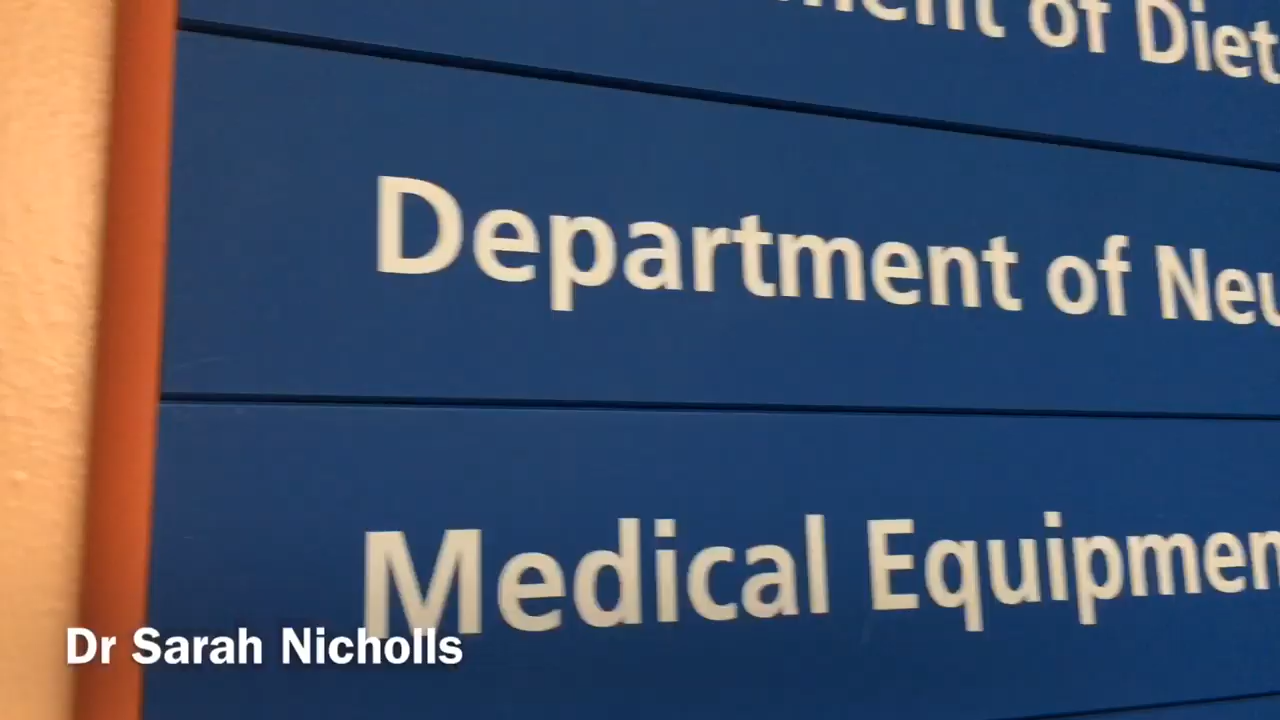 of Diet
Department of Neu
Medical Equipmen
Dr Sarah Nicholls